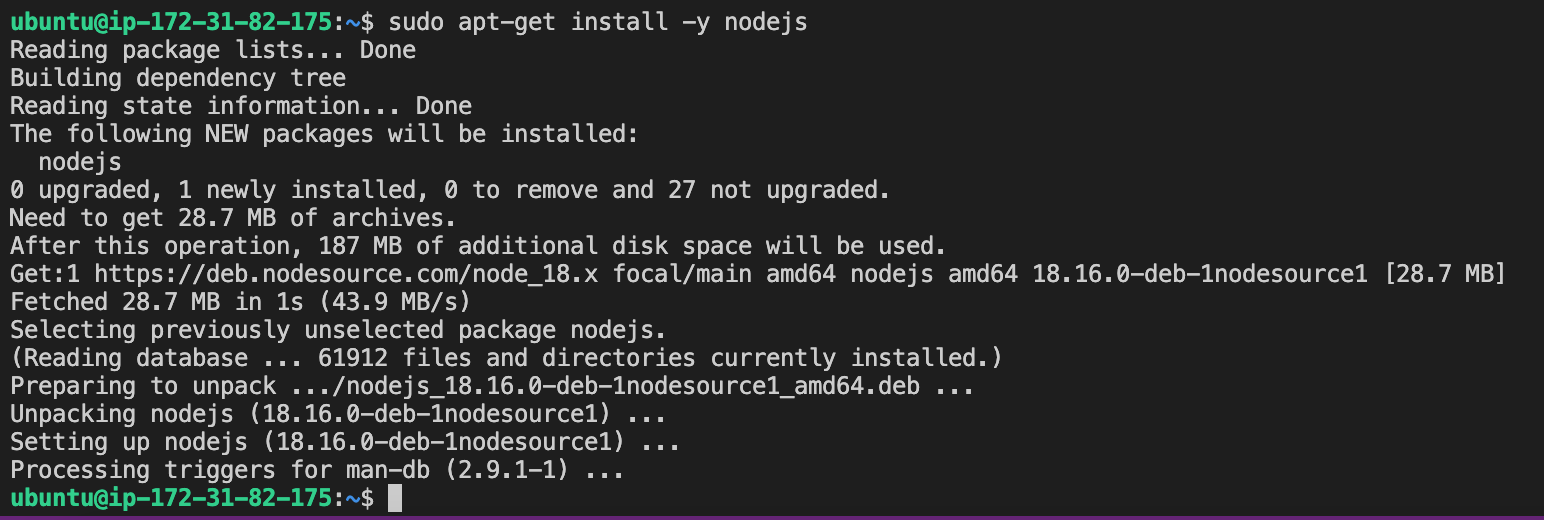 ubuntu@ip-172-31-82-175:~$ sudo apt-get install -y nodejs
Reading package lists... Done
Building dependency tree
Reading state information... Done
The following NEW packages will be installed:
  nodejs
0 upgraded, 1 newly installed, 0 to remove and 27 not upgraded.
Need to get 28.7 MB of archives.
After this operation, 187 MB of additional disk space will be used.
Get:1 https://deb.nodesource.com/node_18.x focal/main amd64 nodejs amd64 18.16.0-deb-1nodesource1 [28.7 MB]
Fetched 28.7 MB in 1s (43.9 MB/s)
Selecting previously unselected package nodejs.
(Reading database ... 61912 files and directories currently installed.)
Preparing to unpack .../nodejs_18.16.0-deb-1nodesource1_amd64.deb ...
Unpacking nodejs (18.16.0-deb-1nodesource1) ...
Setting up nodejs (18.16.0-deb-1nodesource1) ...
Processing triggers for man-db (2.9.1-1) ...
ubuntu@ip-172-31-82-175:~$